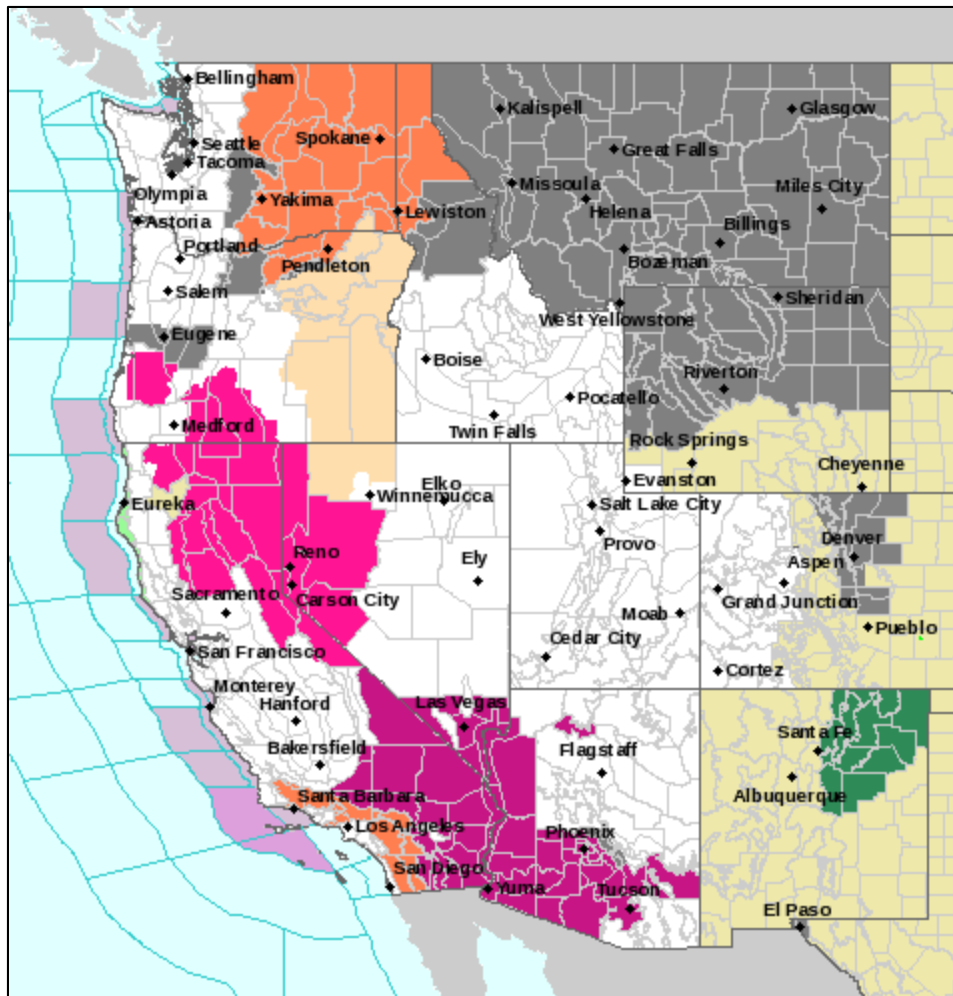 Bellingham
Kalispell
Glasgow
Spokane
Seattle
Great Falls
Tacoma
Missoula
Miles City
Olympia
Yakima
Lewiston
Helena
Astoria
Billings
Portland
Pendleton
Bozeman
Salem
Sheridan
West Yellowstone
Eugene
Boise
Riverton
Pocatello
Medford
Twin Falls
Rock Springs
Elko
Evanston
Cheyenne
Eureka
Winnemucca
Salt Lake City
Reno
Provo
Denver
Ely
Aspen
Sacramento
Carson City
Grand Junction
Moab
Pueblo
Cedar City
San Francisco
Cortez
Monterey
Hanford
Las Vegas
Santa Fe
Bakersfield
Flagstaff
Albuquerque
Santa Barbara
Los Angeles
Phoenix
San Diego
Yuma
Tucson
El Paso